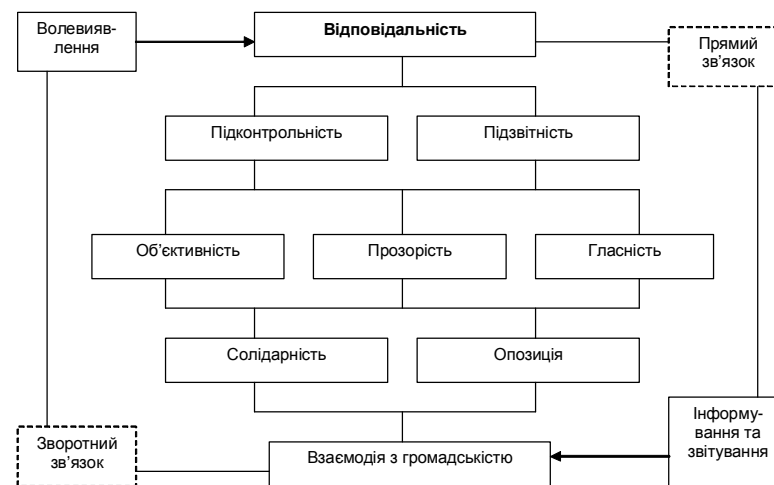 Волевияв-
лення
Відповідальність
Прямий
зв’язок
Підконтрольність
Підзвітність
Об’єктивність
Прозорість
Гласність
Солідарність
Опозиція
Зворотний
зв’язок
Взаємодія з громадськістю
Інформу-
вання та
звітування